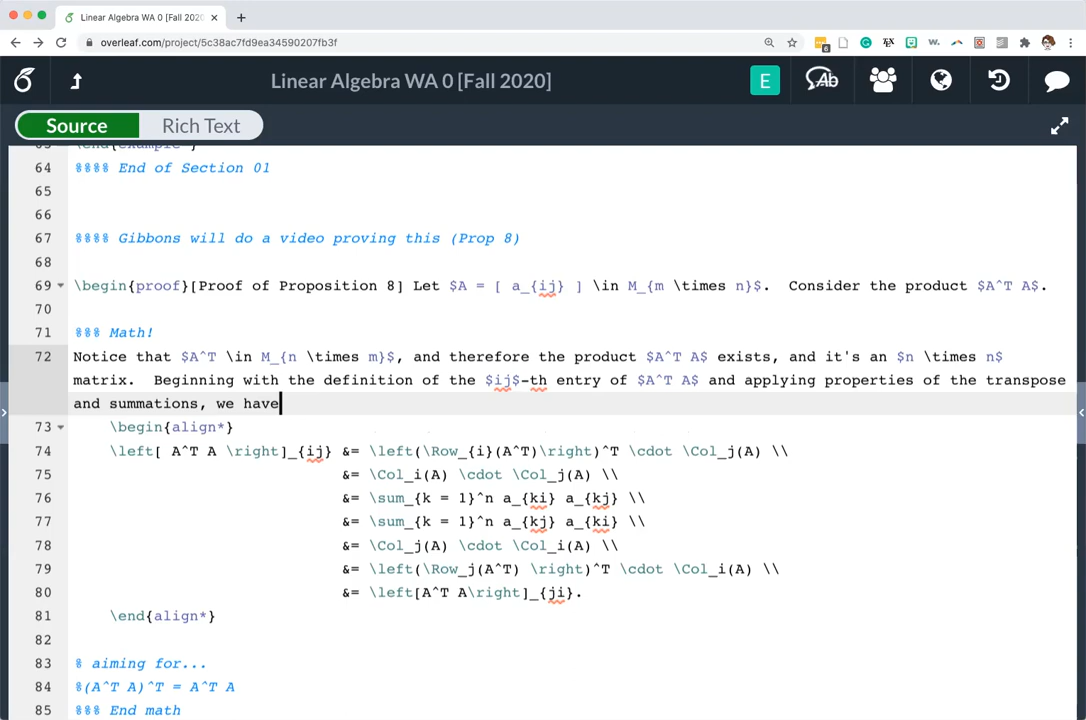 Linear Algebra WA 0 [Fall 2020
overleaf.com/project/5c38ac7fd9ea34590207fb3f
Linear Algebra WA 0 [Fall 2020]
E
Ab
Source Rich Text
64 %%%% End of Section 01
65
66
67 %%%% Gibbons will do a video proving this (Prop 8)
68
69 \begin{proof}[Proof of Proposition 8] Let $A = [ a_{ij} ] \in M_{m \times n}$.  Consider the product $A^T A$.
70
71 %%% Math!
72 Notice that $A^T \in M_{n \times m}$, and therefore the product $A^T A$ exists, and it's an $n \times n$
matrix.  Beginning with the definition of the $ij$-th entry of $A^T A$ and applying properties of the transpose
and summations, we have
73 \begin{align*}
74 \left[ A^T A \right]_{ij} &= \left(\Row_{i}(A^T)\right)^T \cdot \Col_j(A) \\
75 &= \Col_i(A) \cdot \Col_j(A) \\
76 &= \sum_{k = 1}^n a_{ki} a_{kj} \\
77 &= \sum_{k = 1}^n a_{kj} a_{ki} \\
78 &= \Col_j(A) \cdot \Col_i(A) \\
79 &= \left(\Row_j(A^T) \right)^T \cdot \Col_i(A) \\
80 &= \left[A^T A\right]_{ji}.
81 \end{align*}
82
83 % aiming for...
84 %(A^T A)^T = A^T A
85 %%% End math